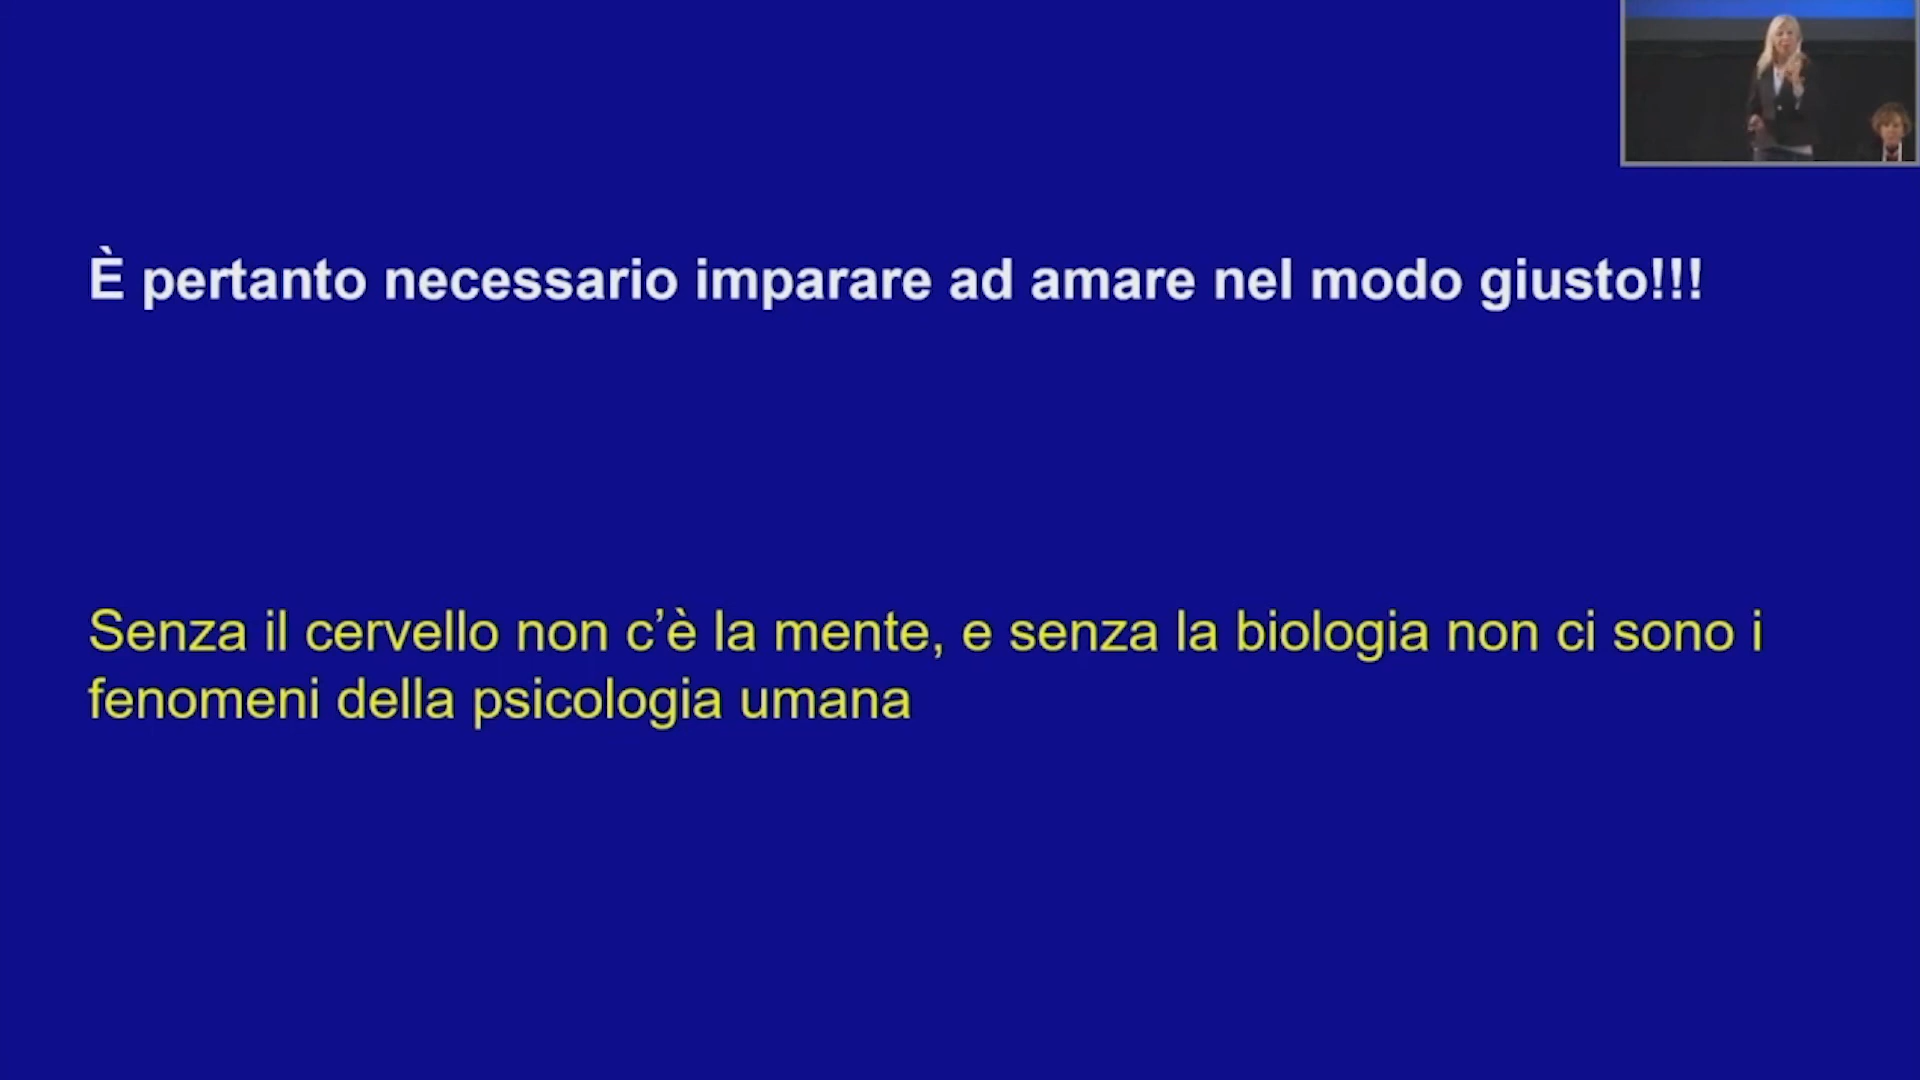 È pertanto necessario imparare ad amare nel modo giusto!!!
Senza il cervello non c’è la mente, e senza la biologia non ci sono i
fenomeni della psicologia umana